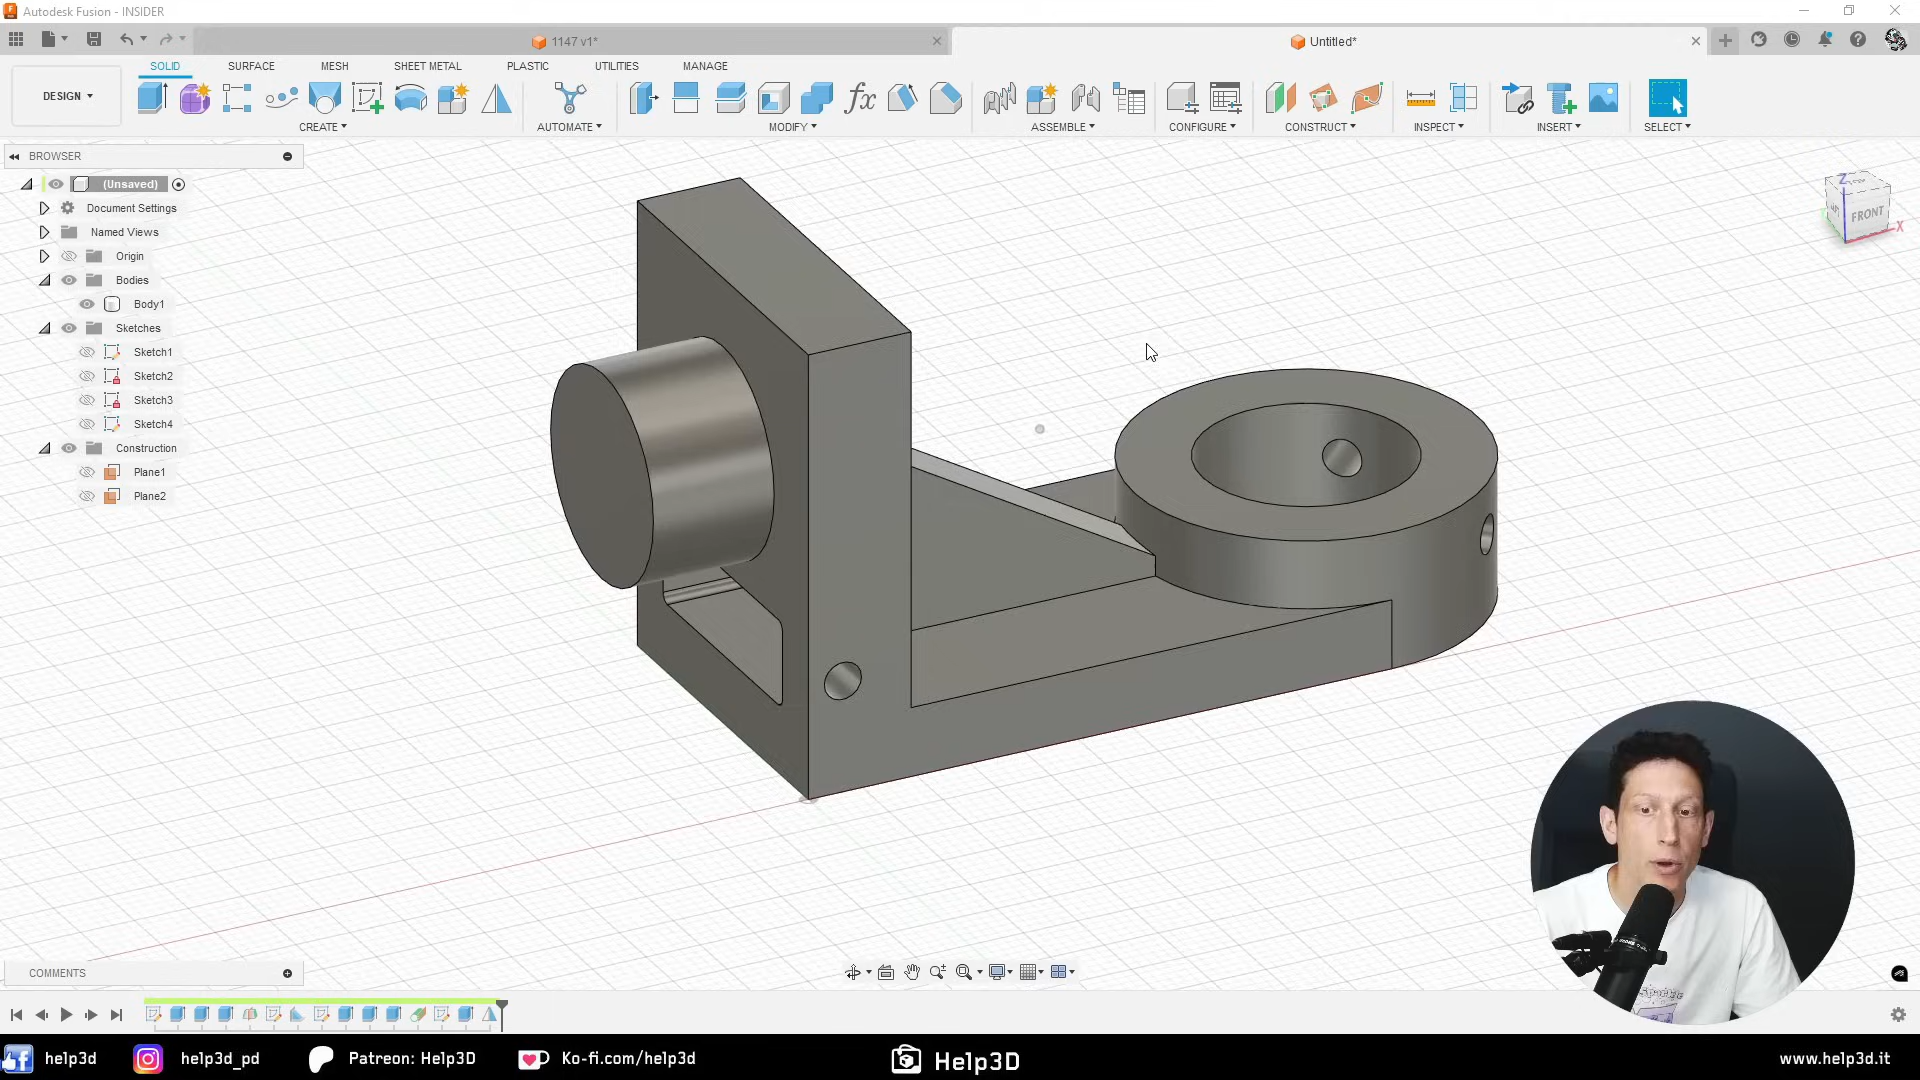 Autodesk Fusion - INSIDER
1147 v1*
Untitled*
DESIGN
SOLID SURFACE MESH SHEET METAL PLASTIC UTILITIES MANAGE
CREATE AUTOMATE MODIFY ASSEMBLE CONFIGURE CONSTRUCT INSPECT INSERT SELECT
BROWSER
(Unsaved)
Document Settings
Named Views
Origin
Bodies
Body1
Sketches
Sketch1
Sketch2
Sketch3
Sketch4
Construction
Plane1
Plane2
Z
TOP
FRONT
X
COMMENTS
help3d
help3d_pd
Patreon: Help3D
Ko-fi.com/help3d
Help3D
www.help3d.it